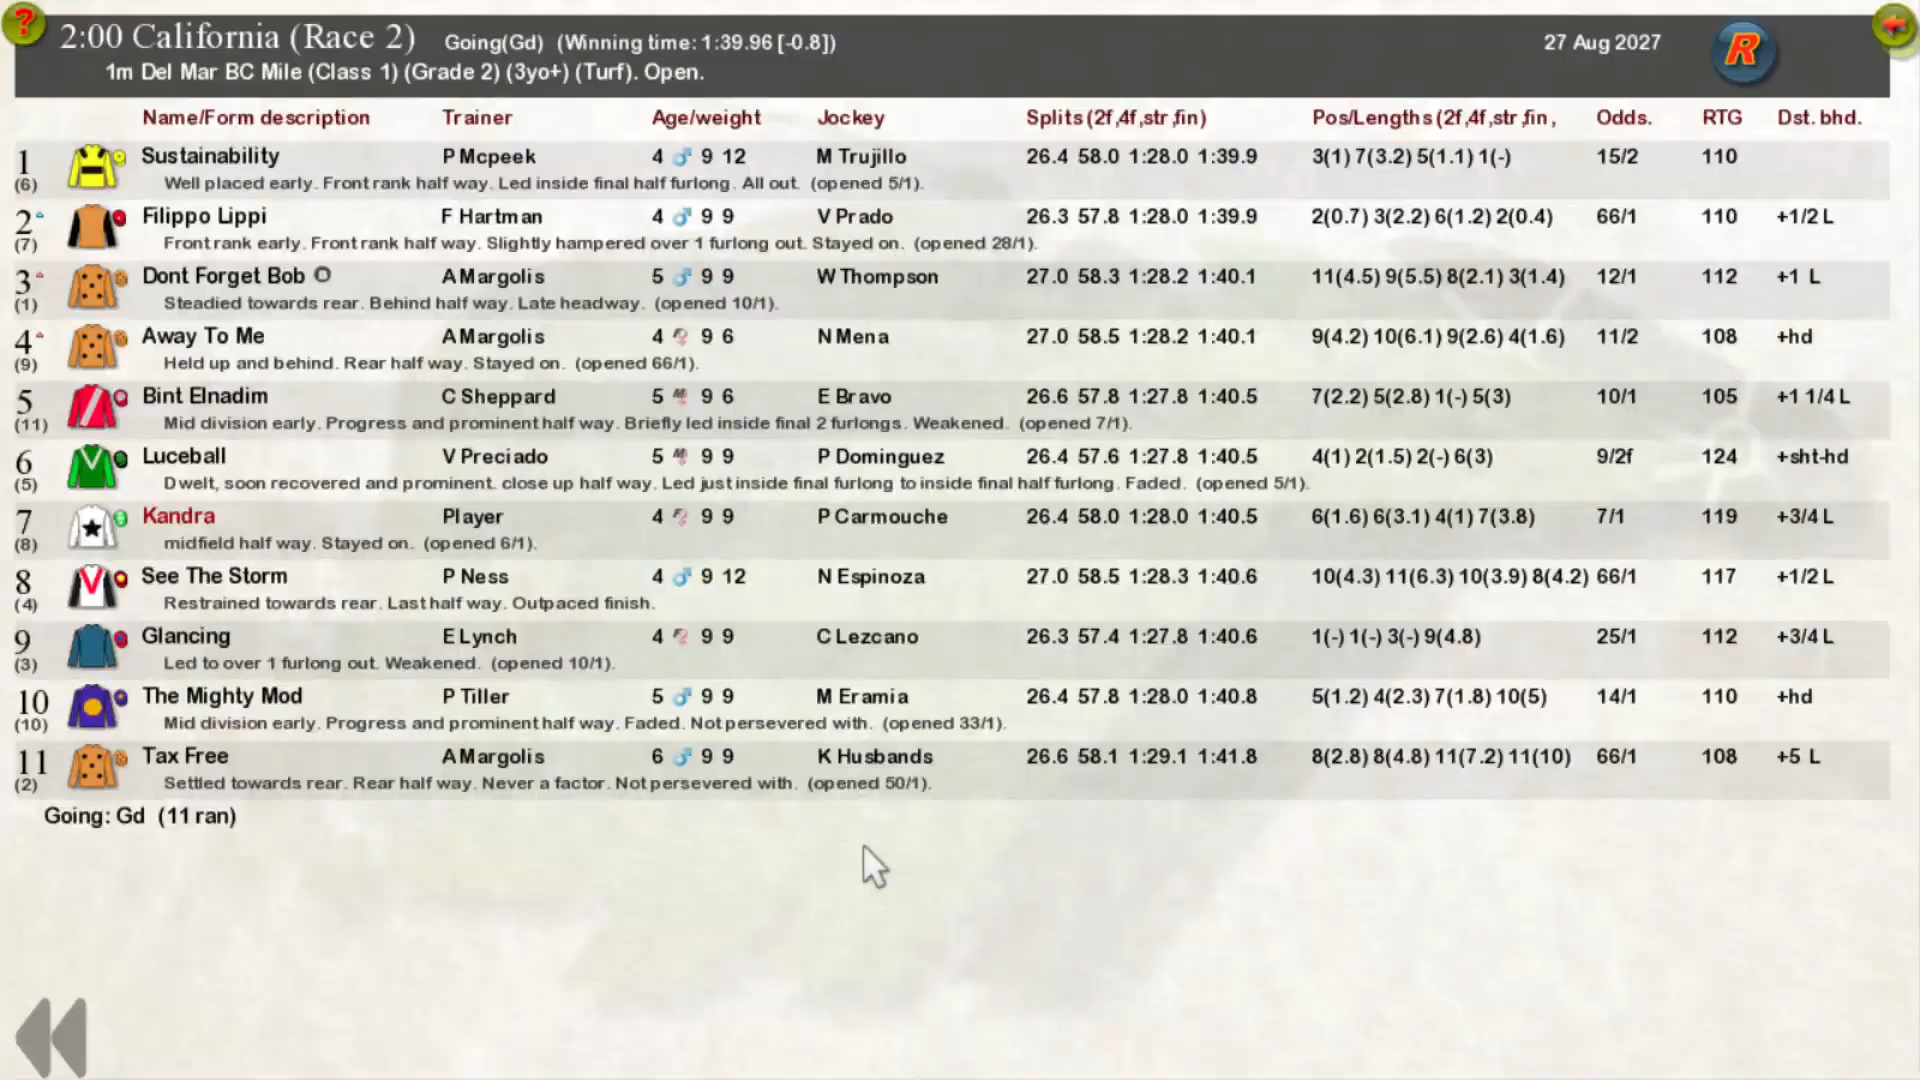 ?
2:00 California (Race 2) Going(Gd) (Winning time: 1:39.96 [-0.8]) 27 Aug 2027 R
1m Del Mar BC Mile (Class 1) (Grade 2) (3yo+) (Turf). Open.
Name/Form description Trainer Age/weight Jockey Splits (2f,4f,str,fin) Pos/Lengths (2f,4f,str,fin, Odds. RTG Dst. bhd.
1 Sustainability P Mcpeek 4 ♂ 9 12 M Trujillo 26.4 58.0 1:28.0 1:39.9 3(1) 7(3.2) 5(1.1) 1(-) 15/2 110
(6) Well placed early. Front rank half way. Led inside final half furlong. All out. (opened 5/1).
2 Filippo Lippi F Hartman 4 ♂ 9 9 V Prado 26.3 57.8 1:28.0 1:39.9 2(0.7) 3(2.2) 6(1.2) 2(0.4) 66/1 110 +1/2 L
(7) Front rank early. Front rank half way. Slightly hampered over 1 furlong out. Stayed on. (opened 28/1).
3 Dont Forget Bob A Margolis 5 ♂ 9 9 W Thompson 27.0 58.3 1:28.2 1:40.1 11(4.5) 9(5.5) 8(2.1) 3(1.4) 12/1 112 +1 L
(1) Steadied towards rear. Behind half way. Late headway. (opened 10/1).
4 Away To Me A Margolis 4 9 6 N Mena 27.0 58.5 1:28.2 1:40.1 9(4.2) 10(6.1) 9(2.6) 4(1.6) 11/2 108 +hd
(9) Held up and behind. Rear half way. Stayed on. (opened 66/1).
5 Bint Elnadim C Sheppard 5 9 6 E Bravo 26.6 57.8 1:27.8 1:40.5 7(2.2) 5(2.8) 1(-) 5(3) 10/1 105 +1 1/4 L
(11) Mid division early. Progress and prominent half way. Briefly led inside final 2 furlongs. Weakened. (opened 7/1).
6 Luceball V Preciado 5 9 9 P Dominguez 26.4 57.6 1:27.8 1:40.5 4(1) 2(1.5) 2(-) 6(3) 9/2f 124 +sht-hd
(5) Dwelt, soon recovered and prominent. close up half way. Led just inside final furlong to inside final half furlong. Faded. (opened 5/1).
7 Kandra Player 4 9 9 P Carmouche 26.4 58.0 1:28.0 1:40.5 6(1.6) 6(3.1) 4(1) 7(3.8) 7/1 119 +3/4 L
(8) midfield half way. Stayed on. (opened 6/1).
8 See The Storm P Ness 4 ♂ 9 12 N Espinoza 27.0 58.5 1:28.3 1:40.6 10(4.3) 11(6.3) 10(3.9) 8(4.2) 66/1 117 +1/2 L
(4) Restrained towards rear. Last half way. Outpaced finish.
9 Glancing E Lynch 4 9 9 C Lezcano 26.3 57.4 1:27.8 1:40.6 1(-) 1(-) 3(-) 9(4.8) 25/1 112 +3/4 L
(3) Led to over 1 furlong out. Weakened. (opened 10/1).
10 The Mighty Mod P Tiller 5 ♂ 9 9 M Eramia 26.4 57.8 1:28.0 1:40.8 5(1.2) 4(2.3) 7(1.8) 10(5) 14/1 110 +hd
(10) Mid division early. Progress and prominent half way. Faded. Not persevered with. (opened 33/1).
11 Tax Free A Margolis 6 ♂ 9 9 K Husbands 26.6 58.1 1:29.1 1:41.8 8(2.8) 8(4.8) 11(7.2) 11(10) 66/1 108 +5 L
(2) Settled towards rear. Rear half way. Never a factor. Not persevered with. (opened 50/1).
Going: Gd (11 ran)